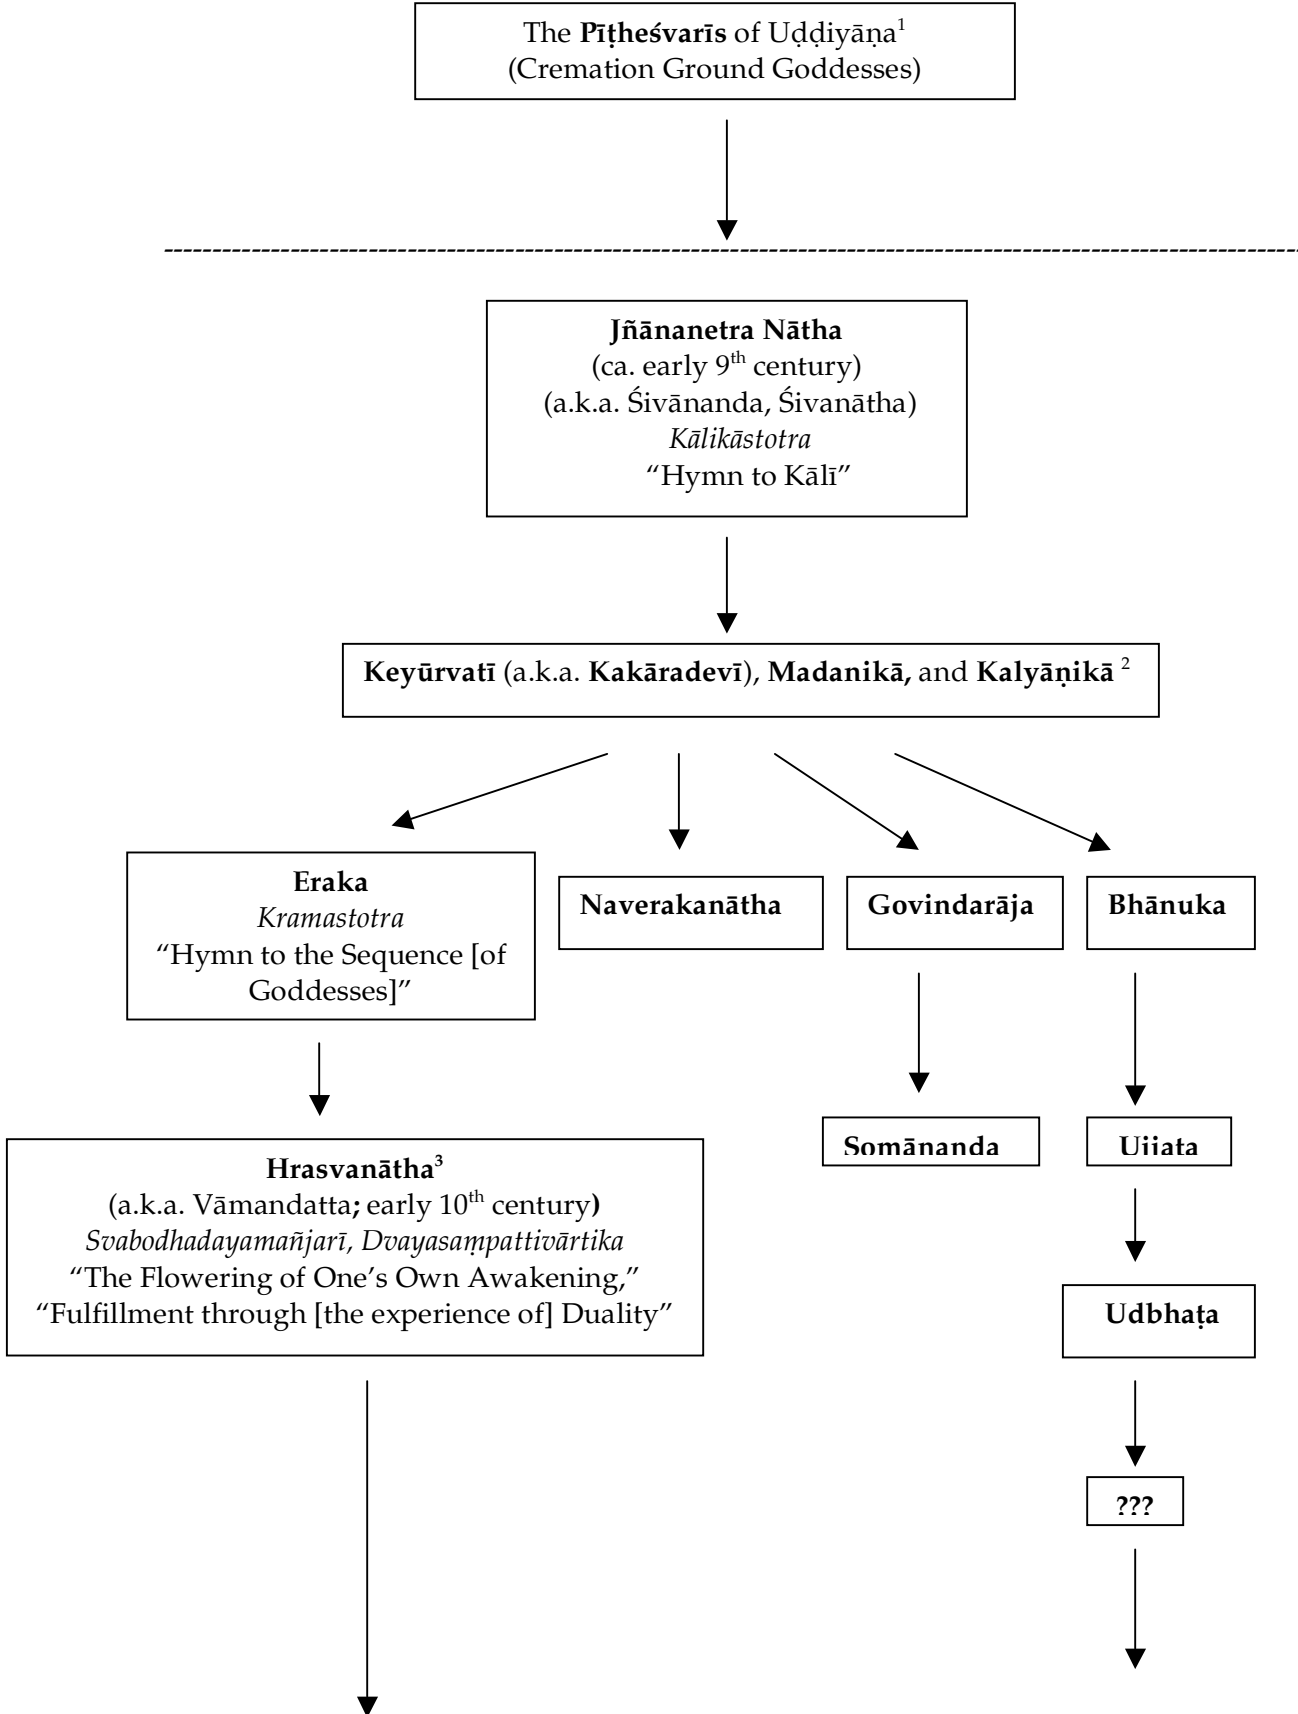 The Pīṭheśvarīs of Uḍḍiyāṇa1
(Cremation Ground Goddesses)
Jñānanetra Nātha
(ca. early 9th century)
(a.k.a. Śivānanda, Śivanātha)
Kālikāstotra
“Hymn to Kālī”
Keyūrvatī (a.k.a. Kakāradevī), Madanikā, and Kalyāṇikā 2
Eraka
Kramastotra
“Hymn to the Sequence [of
Goddesses]”
Naverakanātha
Govindarāja
Bhānuka
Somānanda
Ujjata
Hrasvanātha3
(a.k.a. Vāmandatta; early 10th century)
Svabodhadayamañjarī, Dvayasaṃpattivārtika
“The Flowering of One’s Own Awakening,”
“Fulfillment through [the experience of] Duality”
Udbhaṭa
???